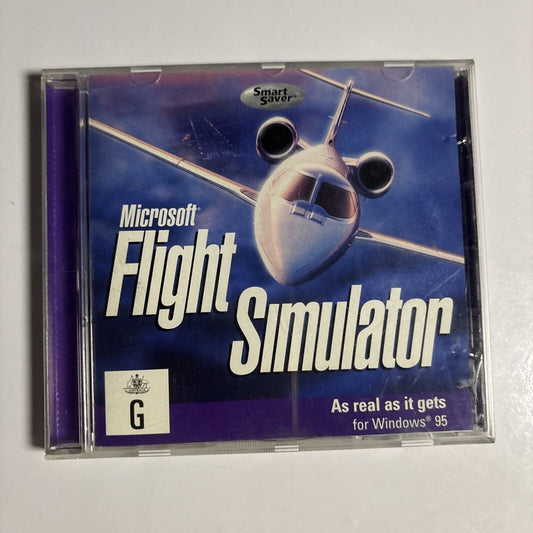 Smart
Saver®
Microsoft®
Flight
Simulator
G
As real as it gets
for Windows® 95